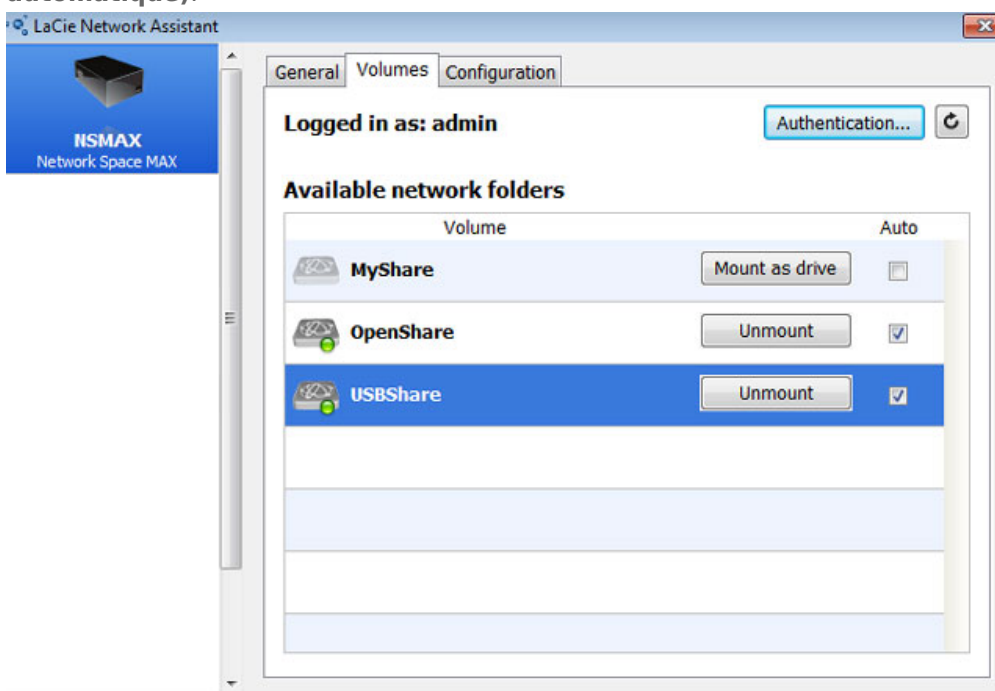 automatique).
LaCie Network Assistant
NSMAX
Network Space MAX
General Volumes Configuration
Logged in as: admin Authentication...
Available network folders
Volume Auto
MyShare Mount as drive
OpenShare Unmount
USBShare Unmount